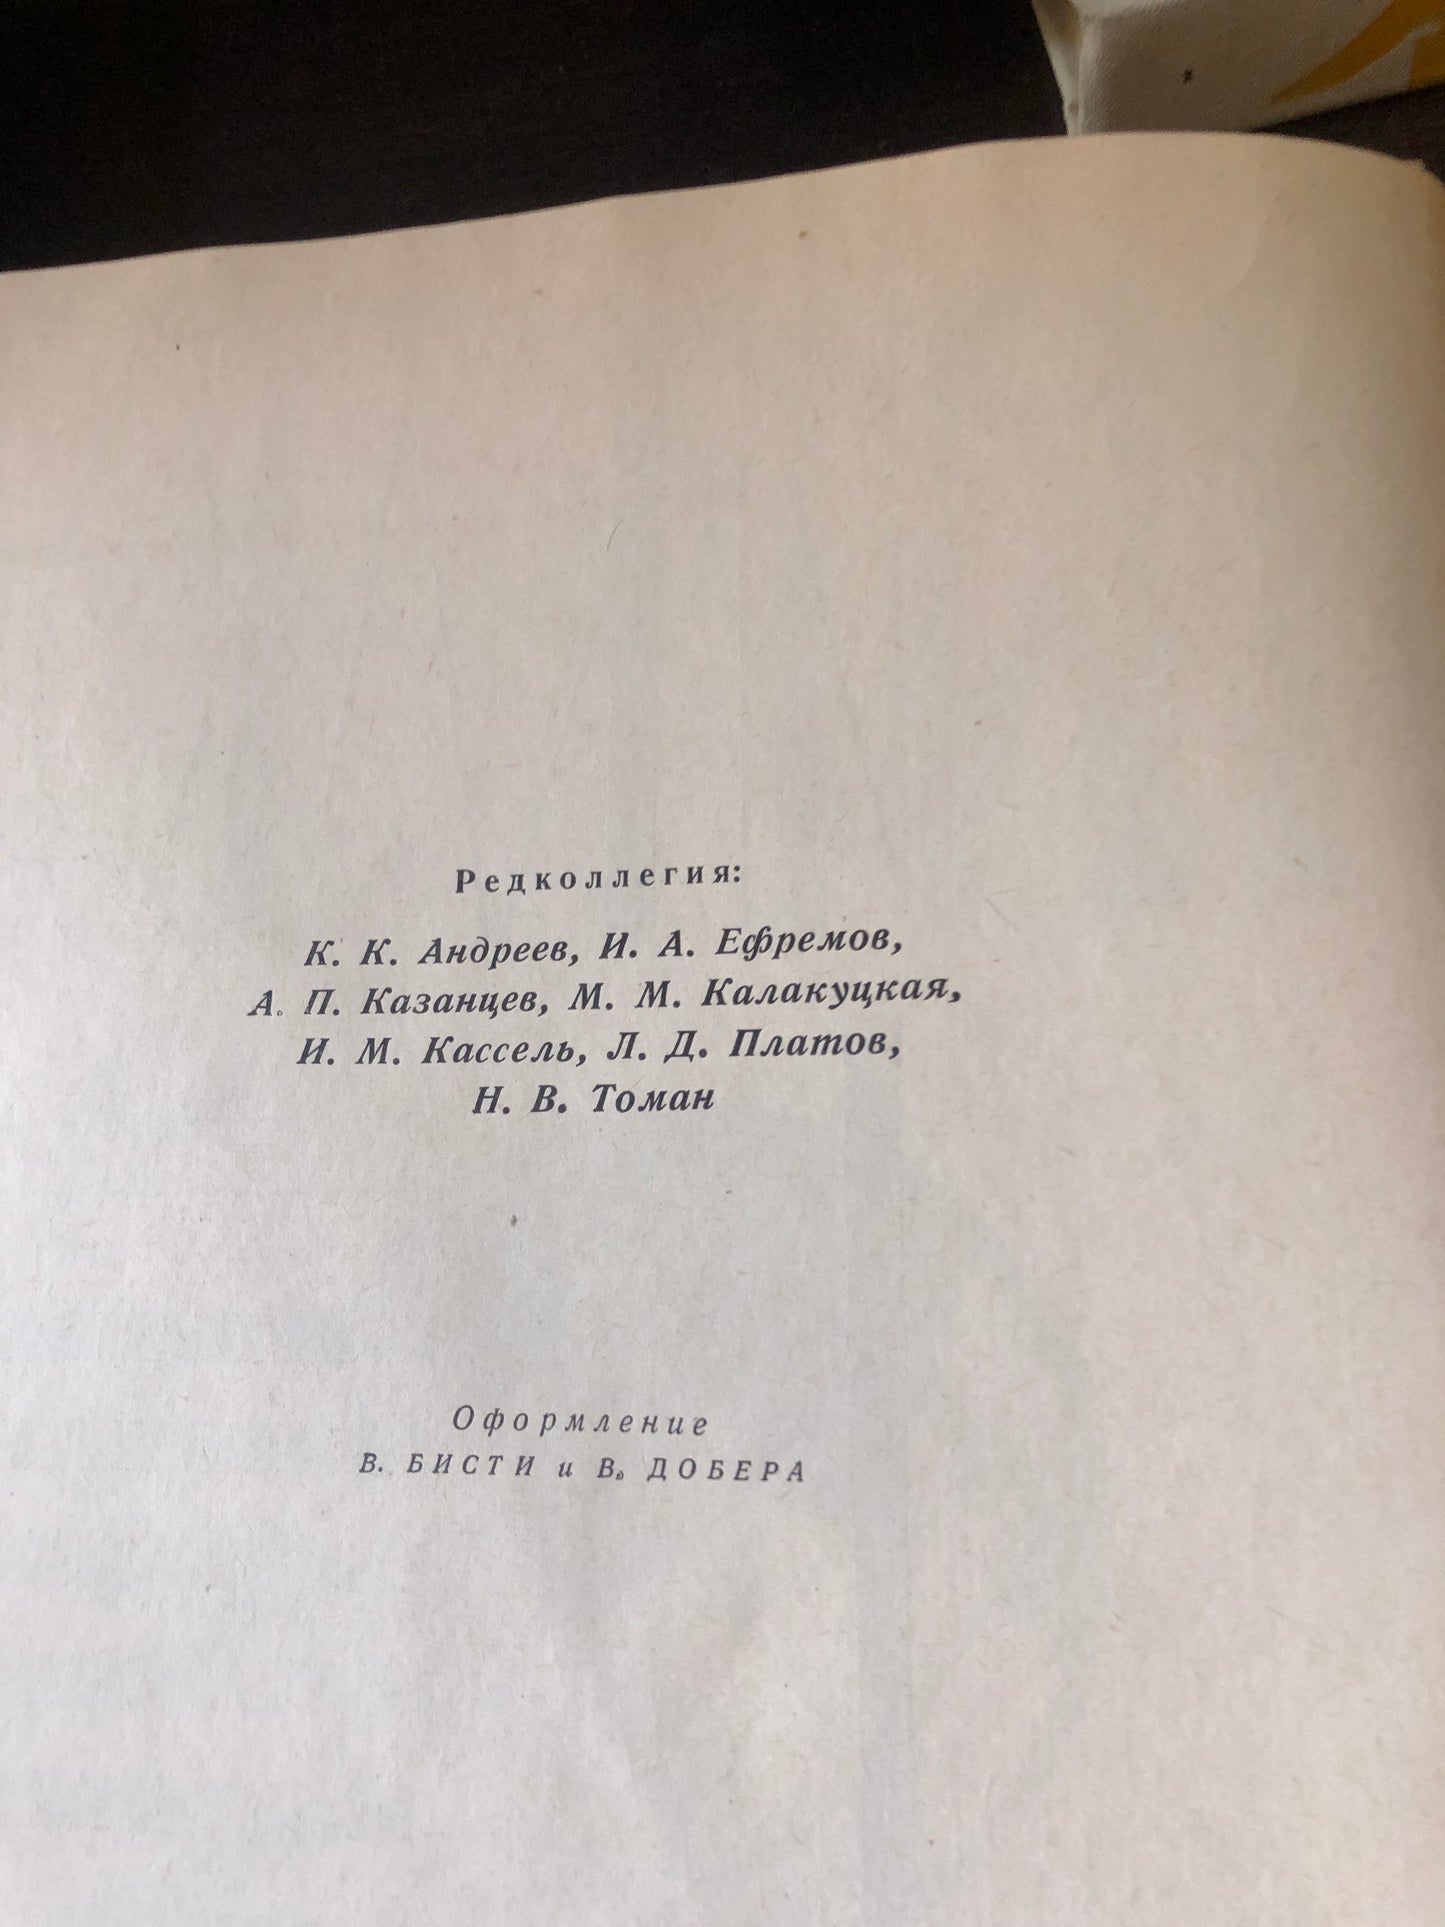 Редколлегия:
К. К. Андреев, И. А. Ефремов,
А. П. Казанцев, М. М. Калакуцкая,
И. М. Кассель, Л. Д. Платов,
Н. В. Томан
Оформление
В. БИСТИ и В. ДОБЕРА